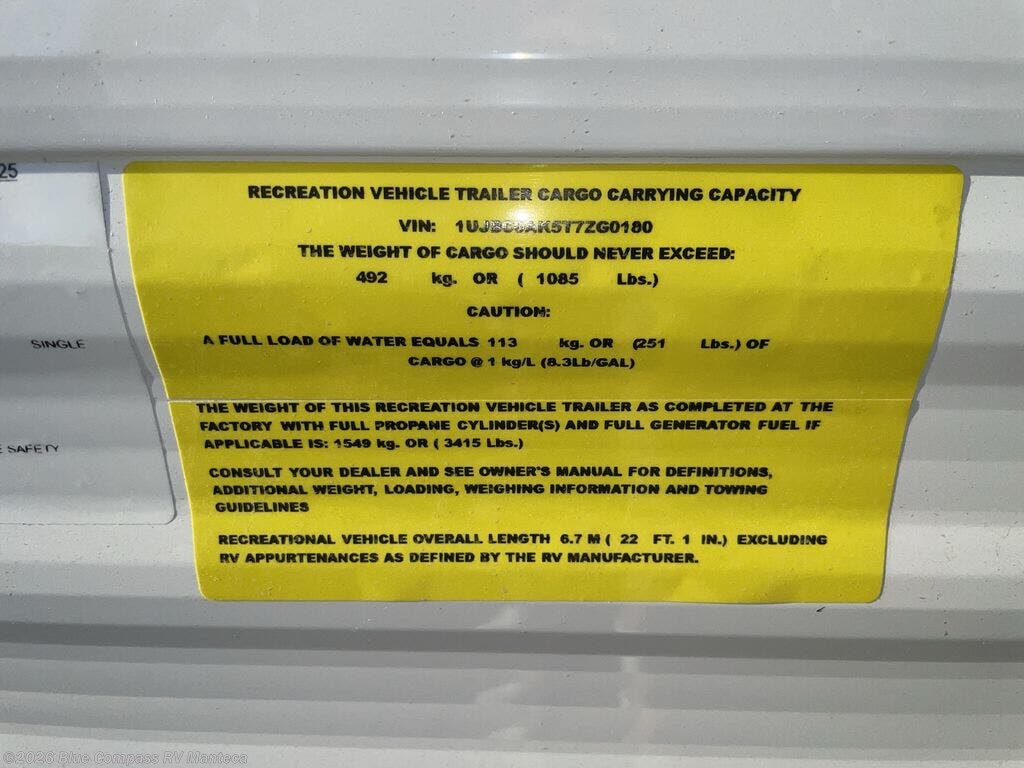 25
SINGLE
E SAFETY
RECREATION VEHICLE TRAILER CARGO CARRYING CAPACITY
VIN:
THE WEIGHT OF CARGO SHOULD NEVER EXCEED:
492 kg. OR ( 1085 Lbs.)
CAUTION:
A FULL LOAD OF WATER EQUALS 113 kg. OR (251 Lbs.) OF
CARGO @ 1 kg/L (8.3Lb/GAL)
THE WEIGHT OF THIS RECREATION VEHICLE TRAILER AS COMPLETED AT THE
FACTORY WITH FULL PROPANE CYLINDER(S) AND FULL GENERATOR FUEL IF
APPLICABLE IS: 1549 kg. OR ( 3415 Lbs.)
CONSULT YOUR DEALER AND SEE OWNER'S MANUAL FOR DEFINITIONS,
ADDITIONAL WEIGHT, LOADING, WEIGHING INFORMATION AND TOWING
GUIDELINES
RECREATIONAL VEHICLE OVERALL LENGTH 6.7 M ( 22 FT. 1 IN.) EXCLUDING
RV APPURTENANCES AS DEFINED BY THE RV MANUFACTURER.
©2026 Blue Compass RV Manteca